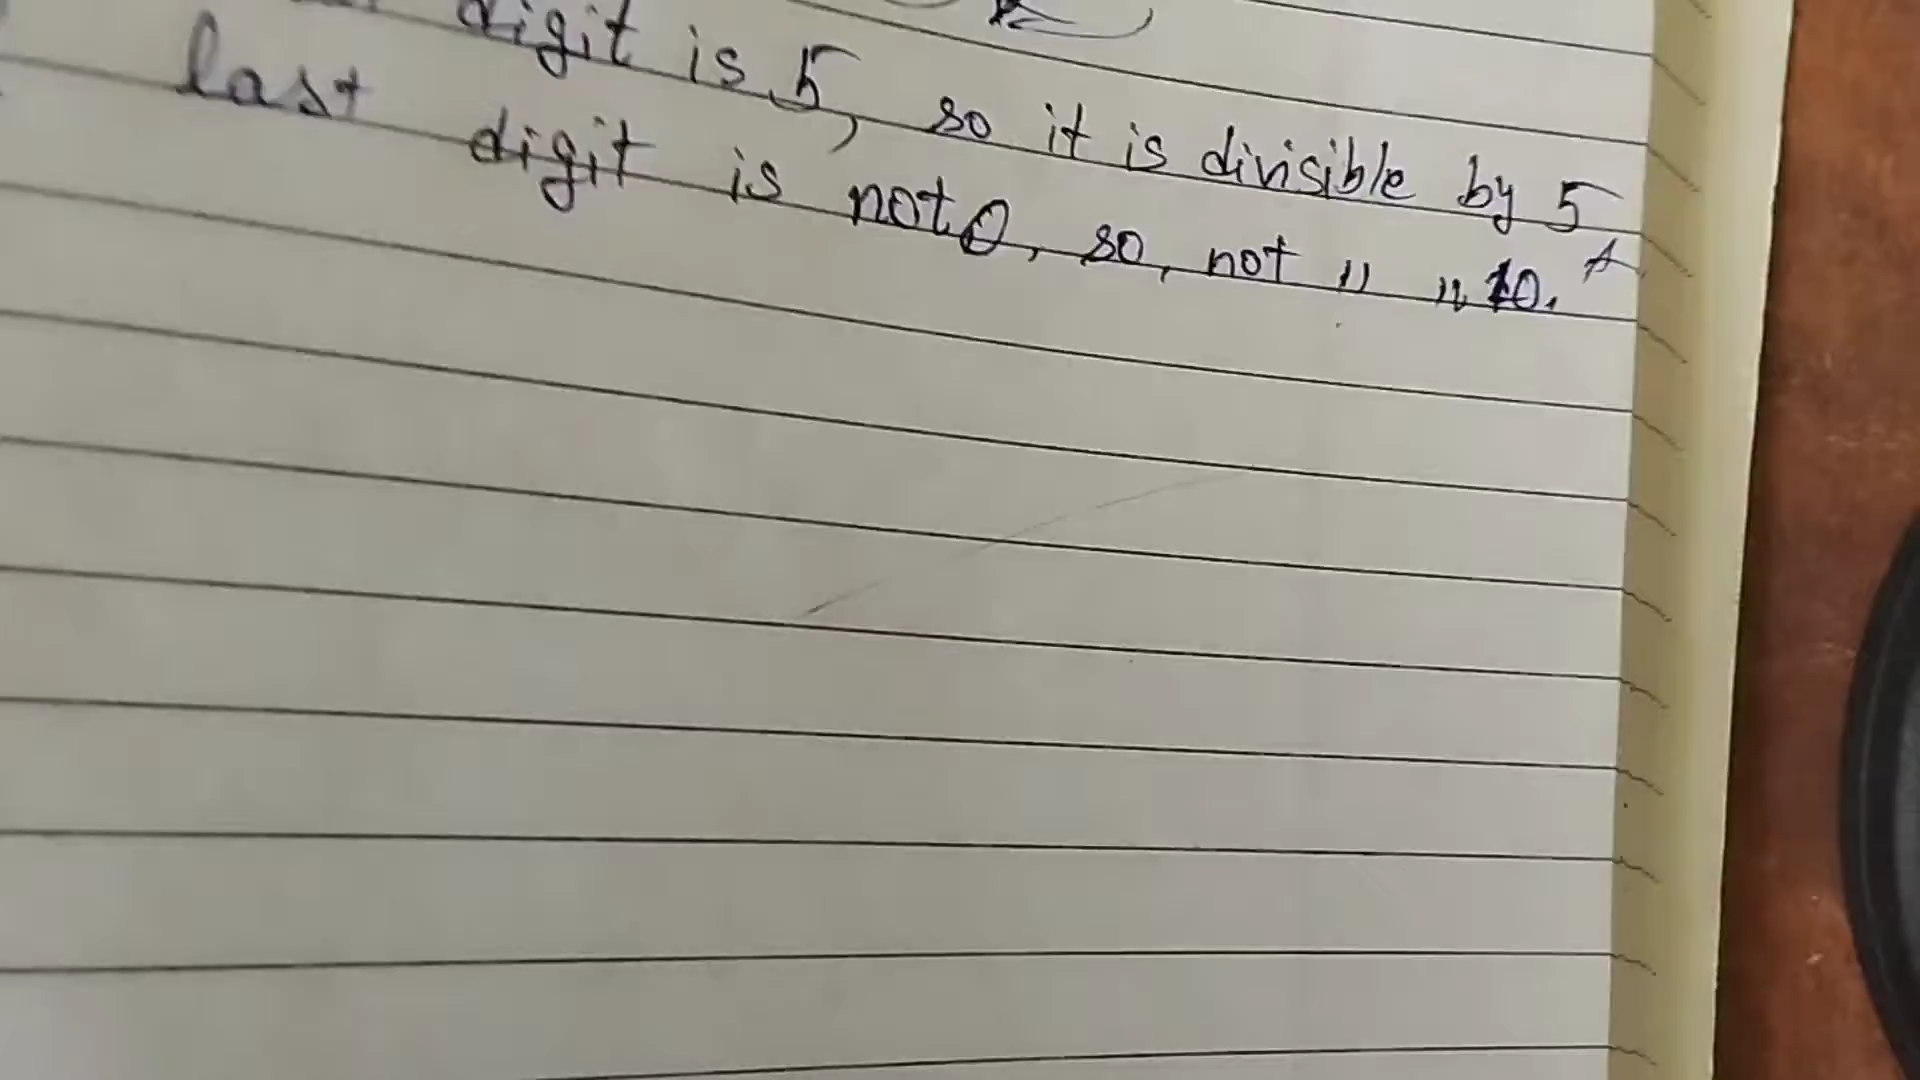 digit is 5, so it is divisible by 5
last digit is not 0, so, not " " 10.